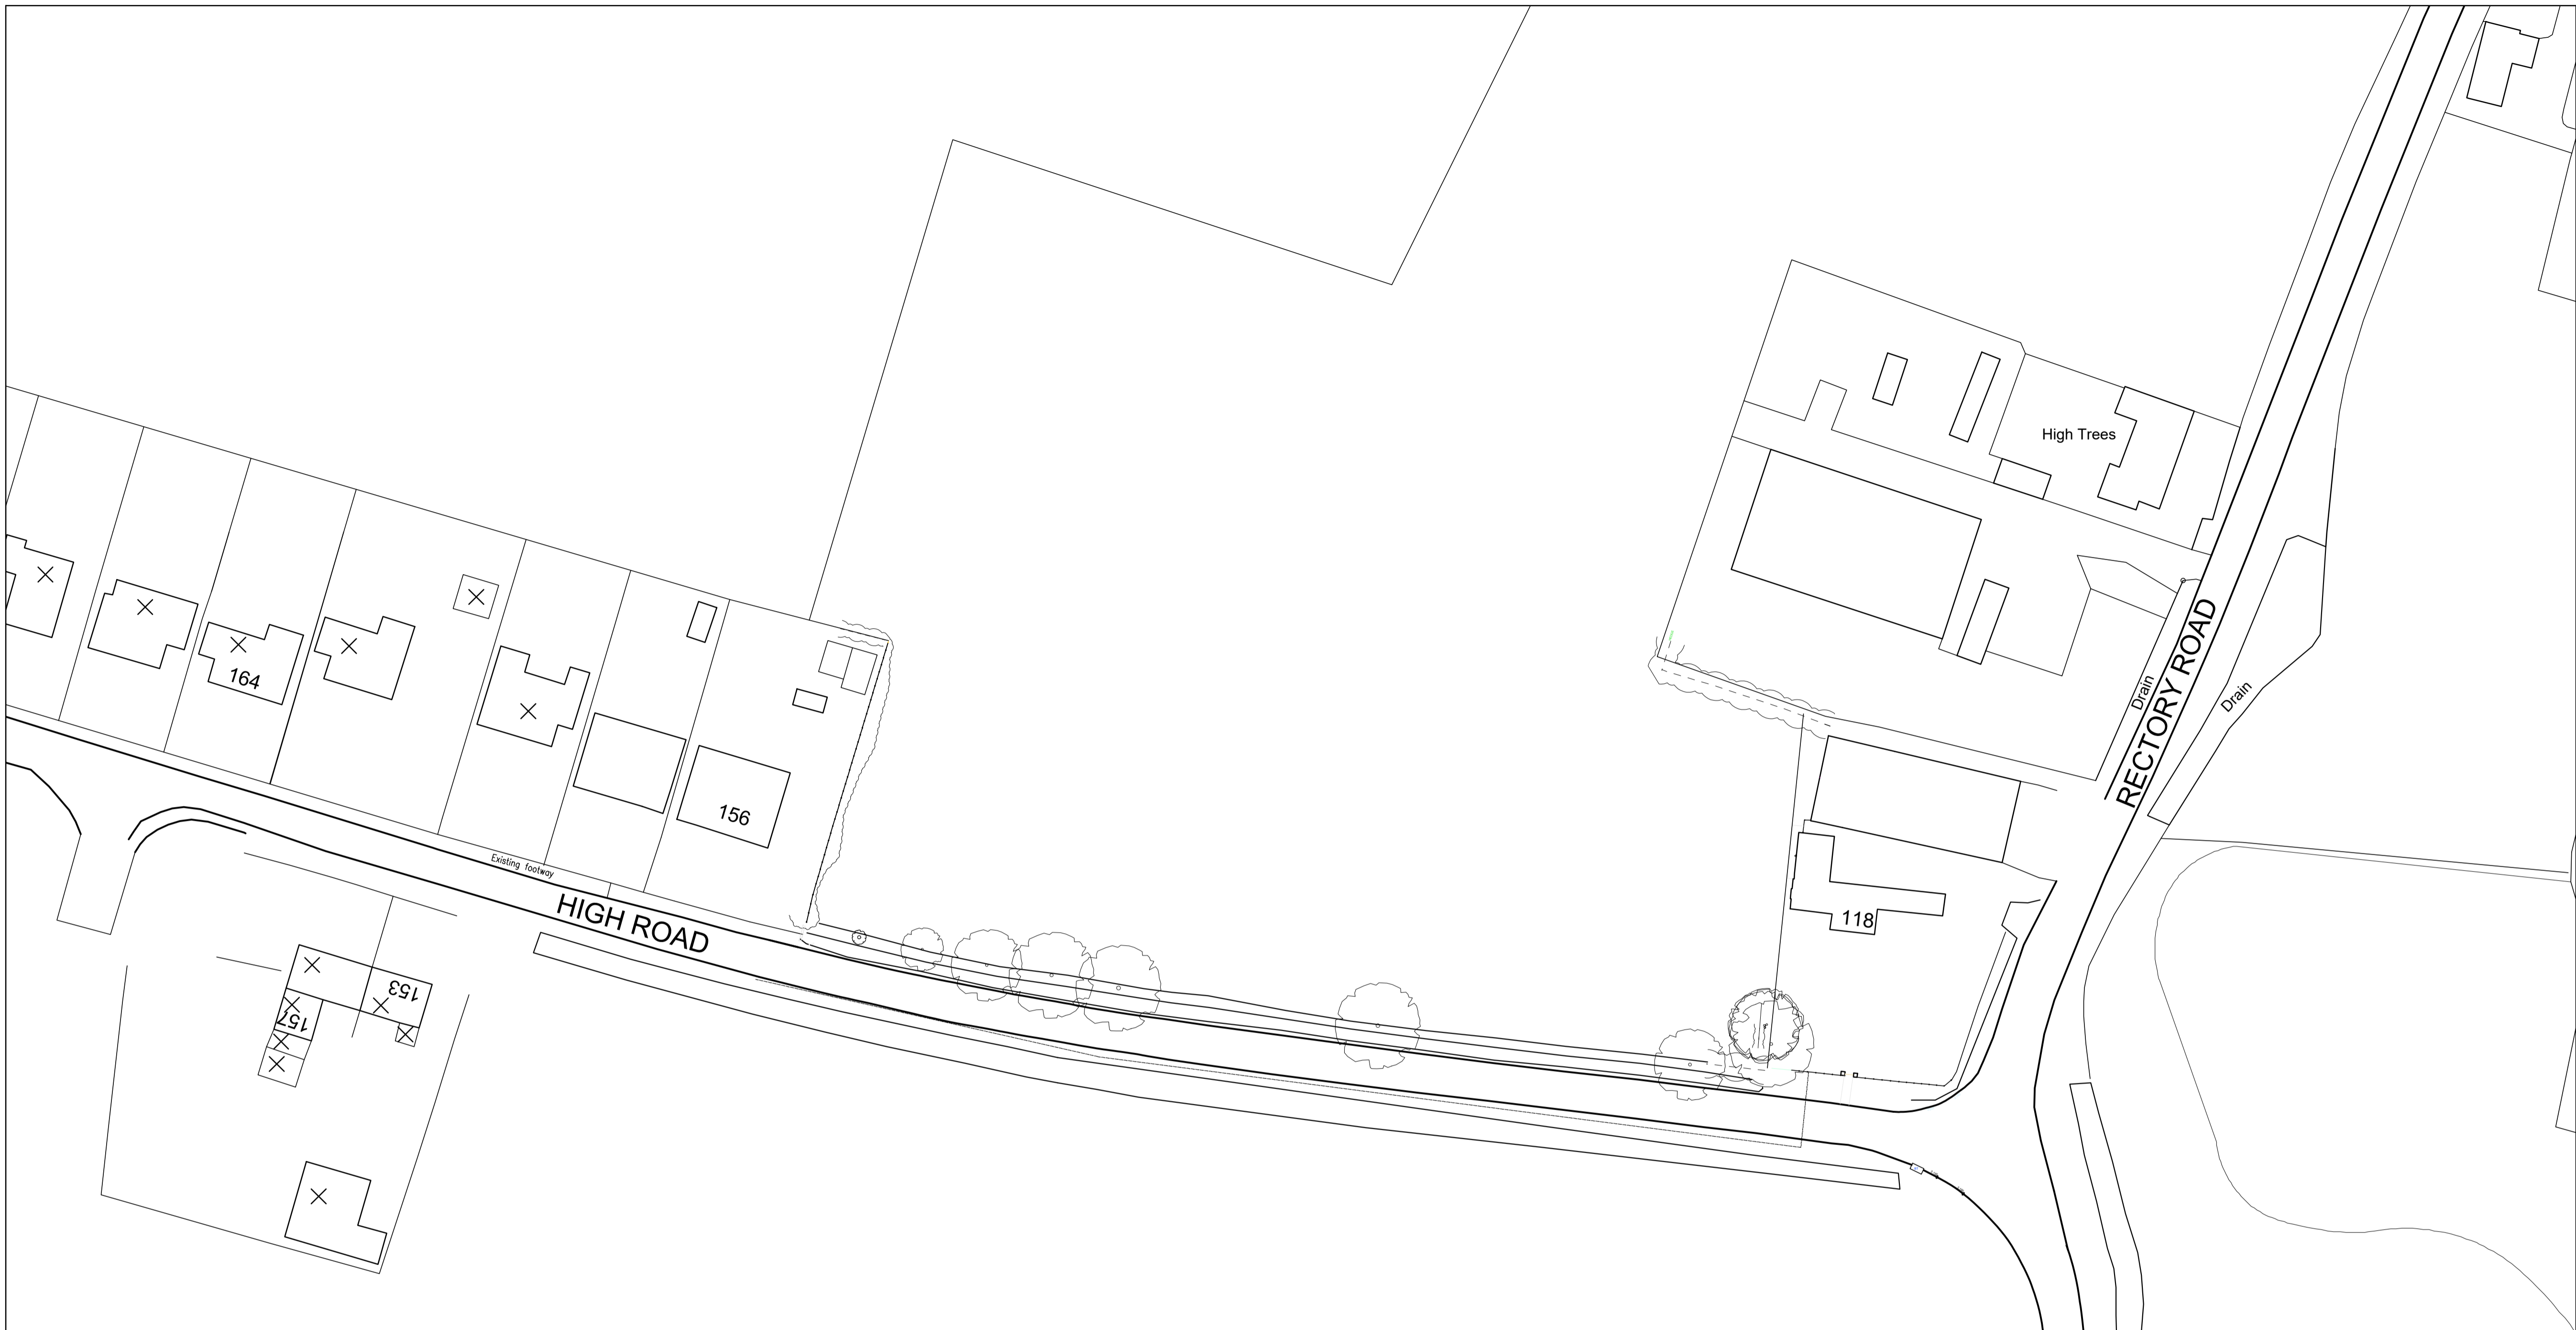 High Trees
RECTORY ROAD
Drain
Drain
164
156
Existing footway
HIGH ROAD
118
153
157